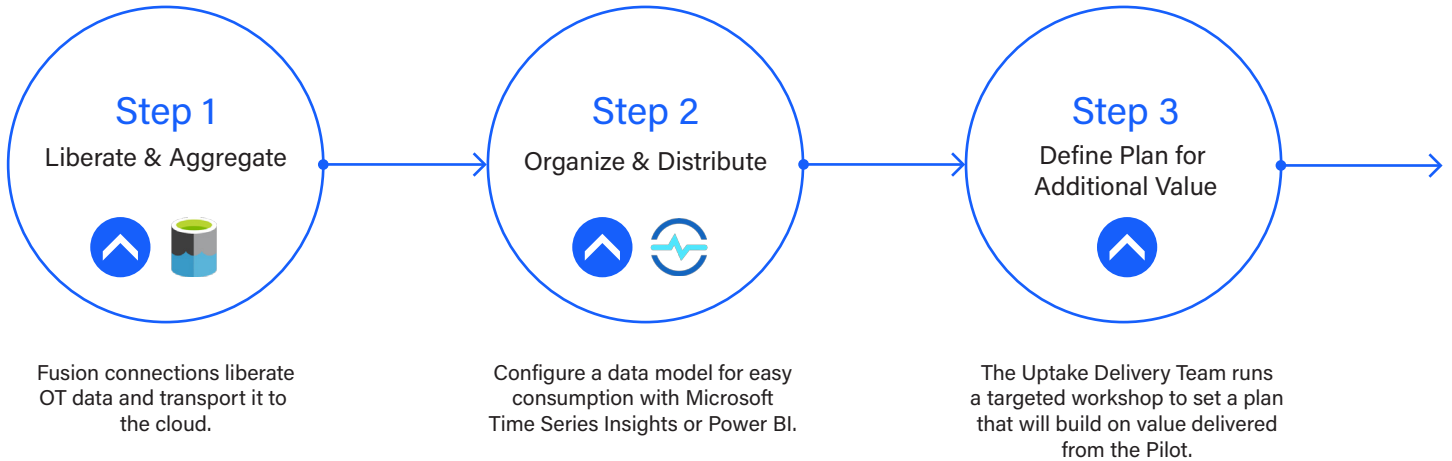 Step 1
Liberate & Aggregate
Fusion connections liberate
OT data and transport it to
the cloud.
Step 2
Organize & Distribute
Configure a data model for easy
consumption with Microsoft
Time Series Insights or Power BI.
Step 3
Define Plan for
Additional Value
The Uptake Delivery Team runs
a targeted workshop to set a plan
that will build on value delivered
from the Pilot.